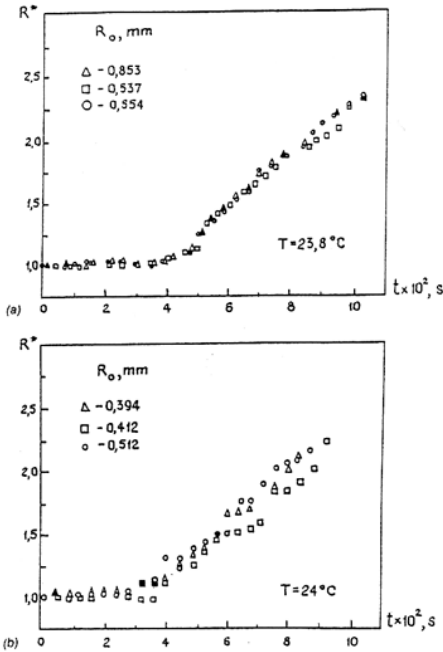 R*
R₀, mm
△ -0,853
□ -0,537
○ -0,554
2,5
2,0
1,5
1,0
T=23,8°C
0 2 4 6 8 10
t×10², s
(a)
R*
R₀, mm
△ -0,394
□ -0,412
○ -0,512
2,5
2,0
1,5
1,0
T=24°C
0 2 4 6 8 10
t×10², s
(b)